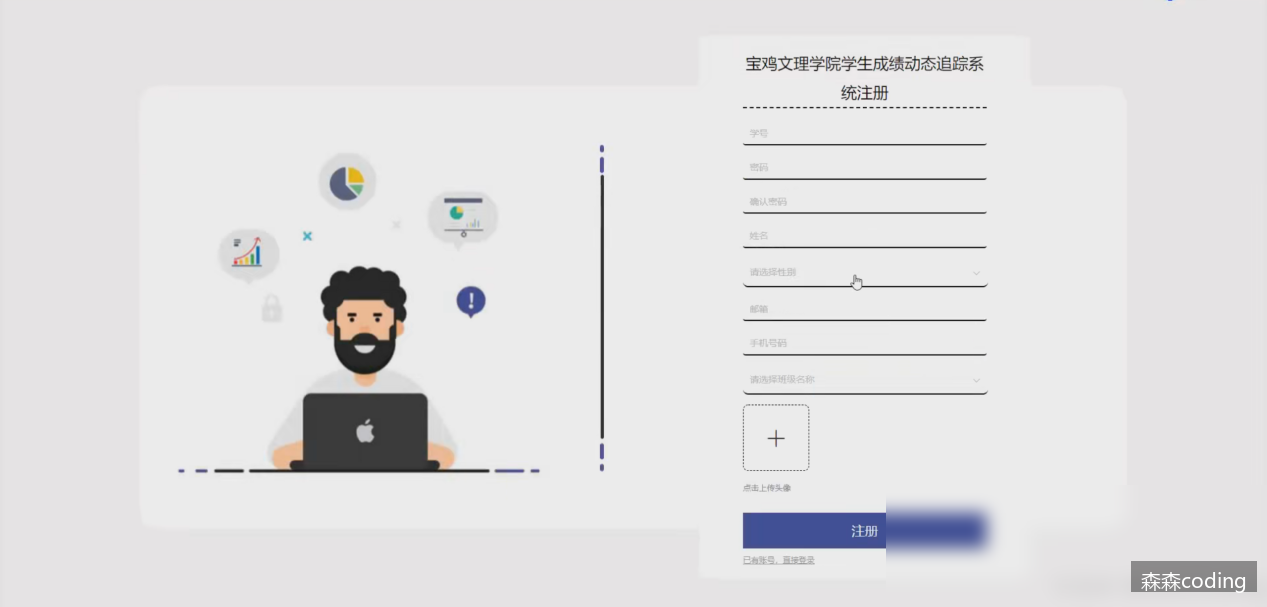 宝鸡文理学院学生成绩动态追踪系
统注册
学号
密码
确认密码
姓名
请选择性别
邮箱
手机号码
请选择班级名称
点击上传头像
注册
已有账号，直接登录
森森coding